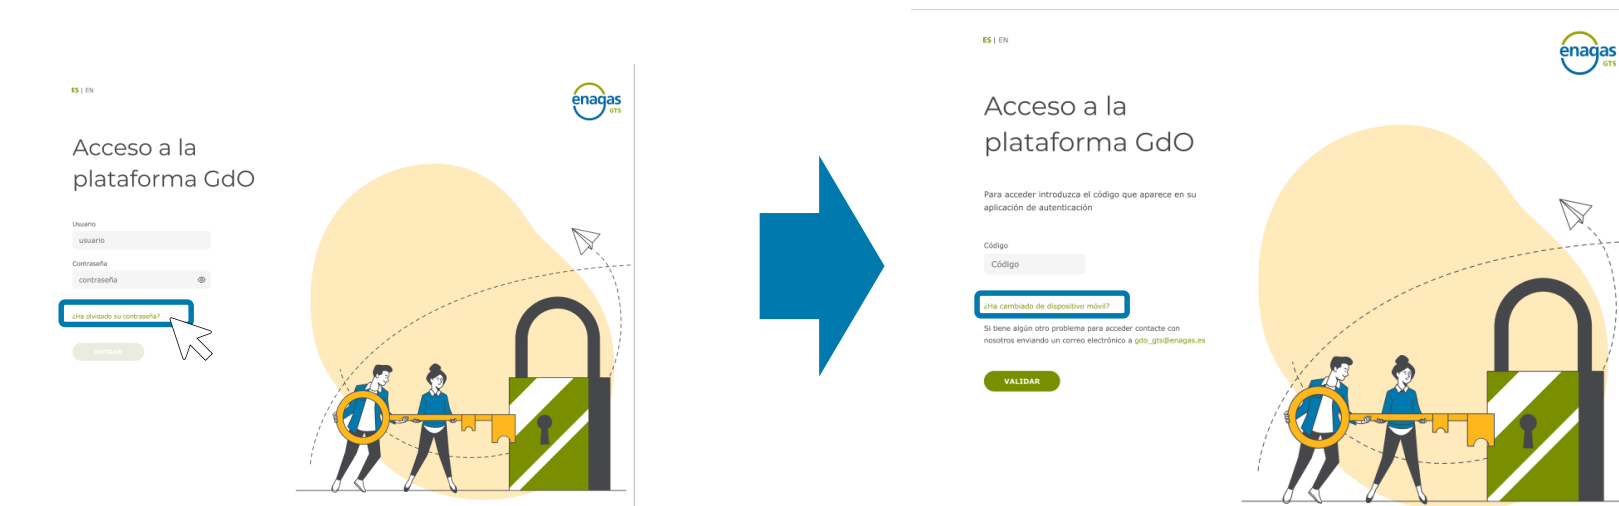 ES | EN
enagas
GTS
Acceso a la
plataforma GdO
Usuario
usuario
Contraseña
contraseña
¿Ha olvidado su contraseña?
ENTRAR
ES | EN
enagas
GTS
Acceso a la
plataforma GdO
Para acceder introduzca el código que aparece en su
aplicación de autenticación
Código
Código
¿Ha cambiado de dispositivo móvil?
Si tiene algún otro problema para acceder contacte con
nosotros enviando un correo electrónico a gdo_gts@enagas.es
VALIDAR